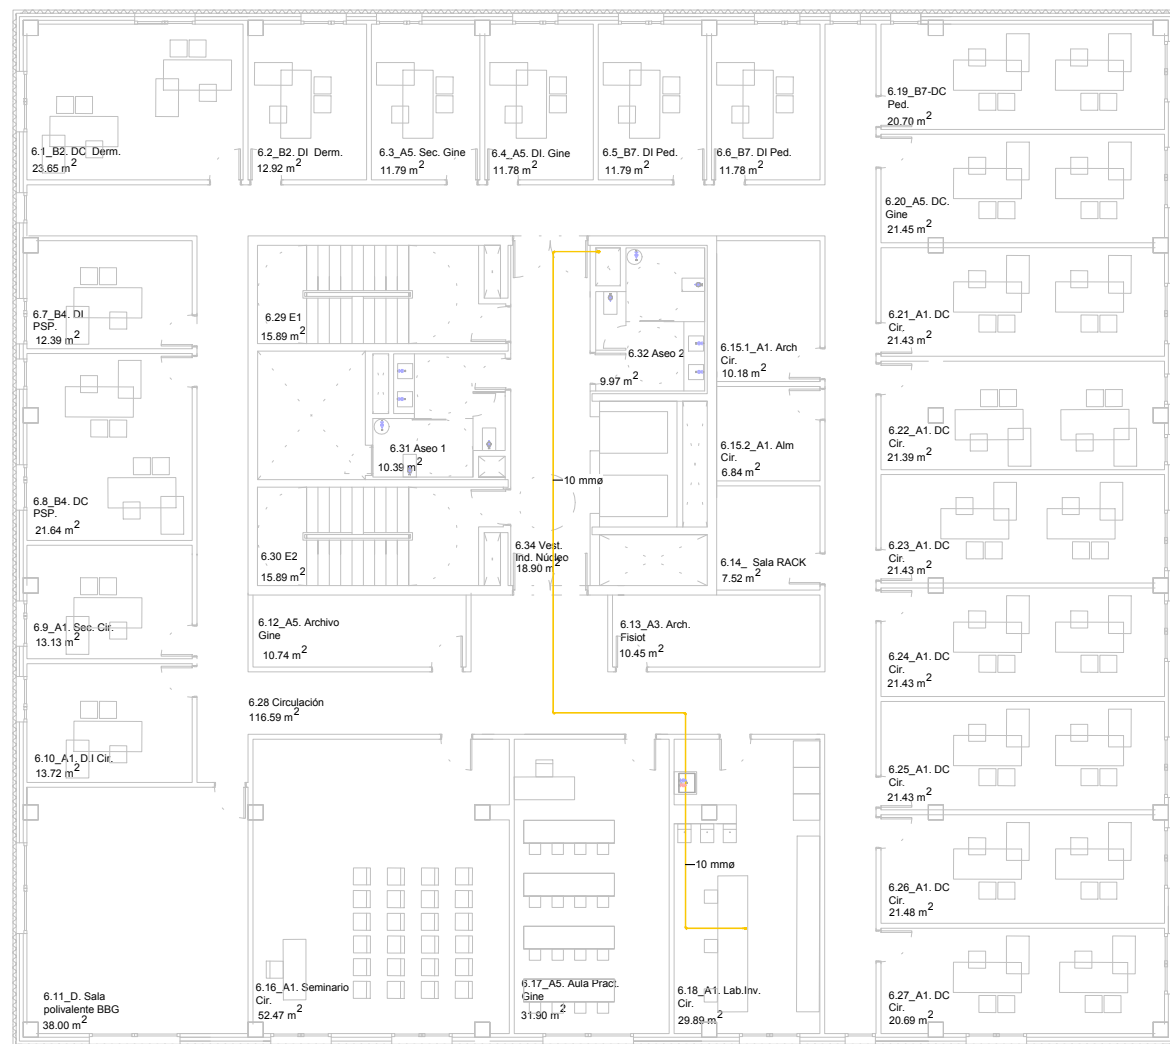 6.1_B2. DC Derm.
23.65 m2
6.2_B2. DI Derm.
12.92 m2
6.3_A5. Sec. Gine
11.79 m2
6.4_A5. DI. Gine
11.78 m2
6.5_B7. DI Ped.
11.79 m2
6.6_B7. DI Ped.
11.78 m2
6.19_B7-DC
Ped.
20.70 m2
6.20_A5. DC.
Gine
21.45 m2
6.7_B4. DI
PSP.
12.39 m2
6.29 E1
15.89 m2
6.32 Aseo 2
9.97 m2
6.15.1_A1. Arch
Cir.
10.18 m2
6.21_A1. DC
Cir.
21.43 m2
6.31 Aseo 1
10.39 m2
6.15.2_A1. Alm
Cir.
6.84 m2
6.22_A1. DC
Cir.
21.39 m2
10 mmø
6.8_B4. DC
PSP.
21.64 m2
6.30 E2
15.89 m2
6.34 Vest.
Ind. Núcleo
18.90 m2
6.14_ Sala RACK
7.52 m2
6.23_A1. DC
Cir.
21.43 m2
6.9_A1. Sec. Cir.
13.13 m2
6.12_A5. Archivo
Gine
10.74 m2
6.13_A3. Arch.
Fisiot
10.45 m2
6.24_A1. DC
Cir.
21.43 m2
6.28 Circulación
116.59 m2
6.10_A1. D.I Cir.
13.72 m2
6.25_A1. DC
Cir.
21.43 m2
10 mmø
6.26_A1. DC
Cir.
21.48 m2
6.11_D. Sala
polivalente BBG
38.00 m2
6.16_A1. Seminario
Cir.
52.47 m2
6.17_A5. Aula Pract.
Gine
31.90 m2
6.18_A1. Lab.Inv.
Cir.
29.89 m2
6.27_A1. DC
Cir.
20.69 m2